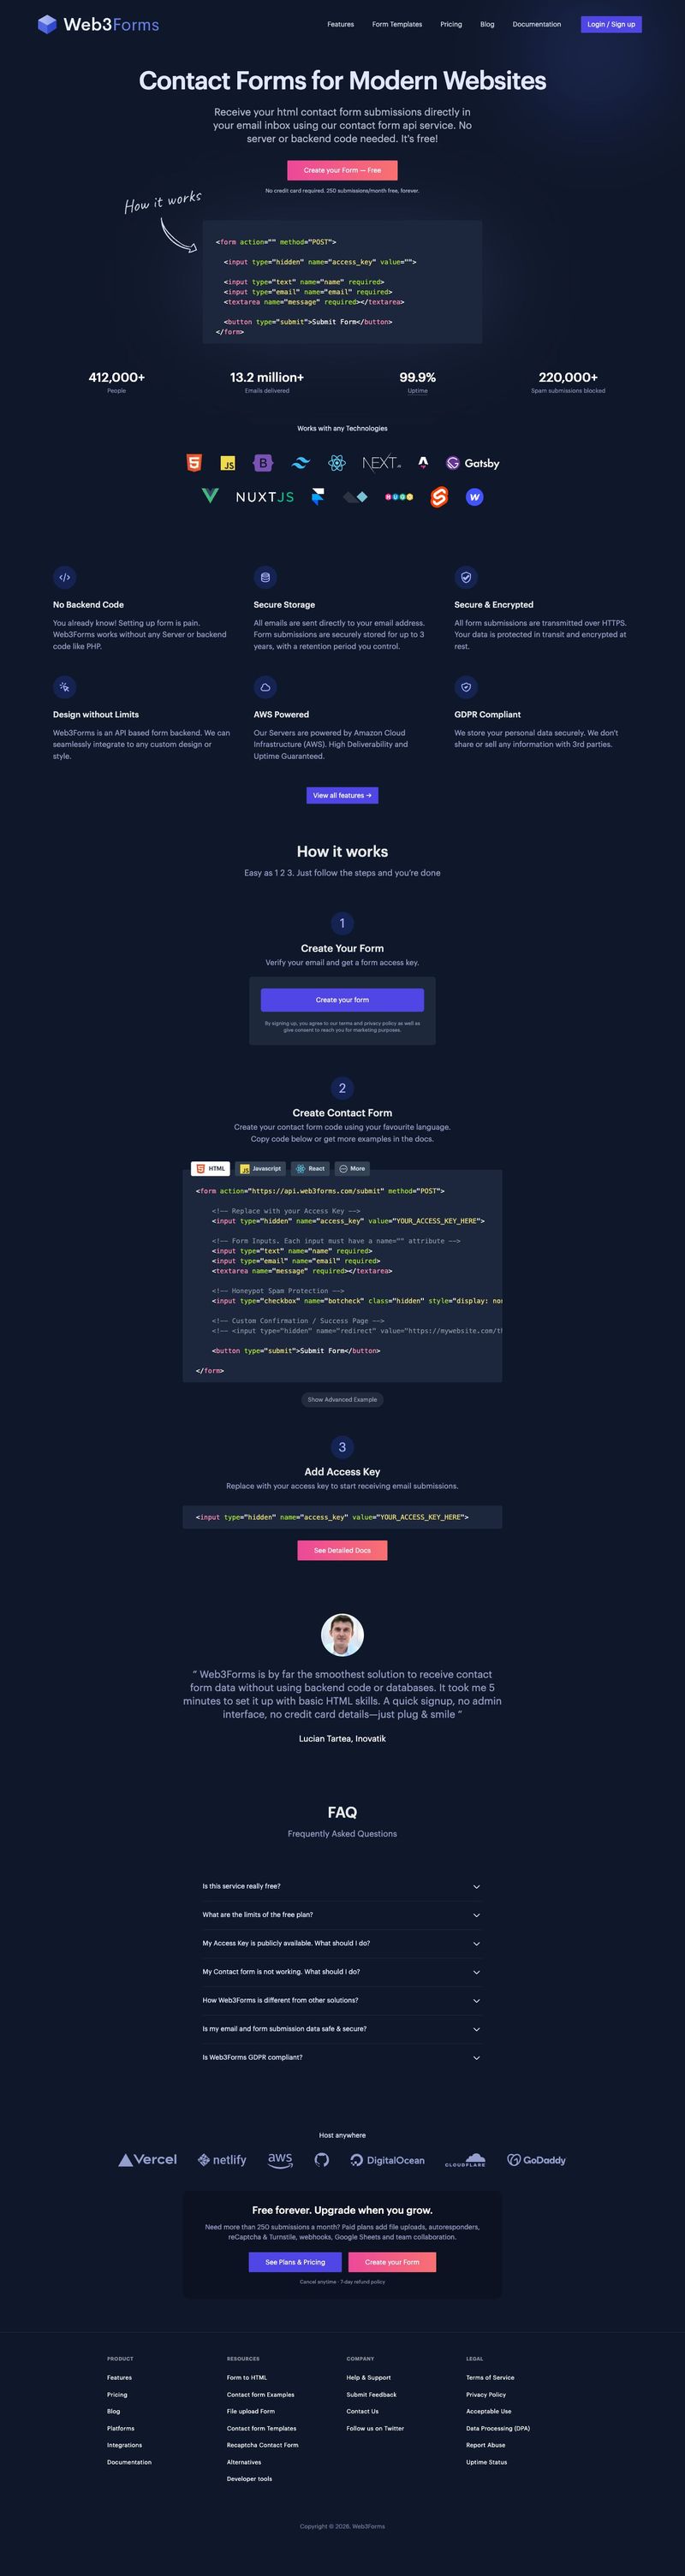 Web3Forms
Features
Form Templates
Pricing
Blog
Documentation
Login / Sign up
Contact Forms for Modern Websites
Receive your html contact form submissions directly in
your email inbox using our contact form api service. No
server or backend code needed. It's free!
Create your Form — Free
No credit card required. 250 submissions/month free, forever.
How it works
<form action="" method="POST">
<input type="hidden" name="access_key" value="">
<input type="text" name="name" required>
<input type="email" name="email" required>
<textarea name="message" required></textarea>
<button type="submit">Submit Form</button>
</form>
412,000+
People
13.2 million+
Emails delivered
99.9%
Uptime
220,000+
Spam submissions blocked
Works with any Technologies
JS
B
NEXT.JS
Gatsby
NUXTJS
HUGO
W
No Backend Code
You already know! Setting up form is pain.
Web3Forms works without any Server or backend
code like PHP.
Secure Storage
All emails are sent directly to your email address.
Form submissions are securely stored for up to 3
years, with a retention period you control.
Secure & Encrypted
All form submissions are transmitted over HTTPS.
Your data is protected in transit and encrypted at
rest.
Design without Limits
Web3Forms is an API based form backend. We can
seamlessly integrate to any custom design or
style.
AWS Powered
Our Servers are powered by Amazon Cloud
Infrastructure (AWS). High Deliverability and
Uptime Guaranteed.
GDPR Compliant
We store your personal data securely. We don't
share or sell any information with 3rd parties.
View all features →
How it works
Easy as 1 2 3. Just follow the steps and you're done
1
Create Your Form
Verify your email and get a form access key.
Create your form
By signing up, you agree to our terms and privacy policy as well as
give consent to reach you for marketing purposes.
2
Create Contact Form
Create your contact form code using your favourite language.
Copy code below or get more examples in the docs.
HTML
JS Javascript
React
More
<form action="https://api.web3forms.com/submit" method="POST">
<!-- Replace with your Access Key -->
<input type="hidden" name="access_key" value="YOUR_ACCESS_KEY_HERE">
<!-- Form Inputs. Each input must have a name="" attribute -->
<input type="text" name="name" required>
<input type="email" name="email" required>
<textarea name="message" required></textarea>
<!-- Honeypot Spam Protection -->
<input type="checkbox" name="botcheck" class="hidden" style="display: no
<!-- Custom Confirmation / Success Page -->
<!-- <input type="hidden" name="redirect" value="https://mywebsite.com/t
<button type="submit">Submit Form</button>
</form>
Show Advanced Example
3
Add Access Key
Replace with your access key to start receiving email submissions.
<input type="hidden" name="access_key" value="YOUR_ACCESS_KEY_HERE">
See Detailed Docs
“ Web3Forms is by far the smoothest solution to receive contact
form data without using backend code or databases. It took me 5
minutes to set it up with basic HTML skills. A quick signup, no admin
interface, no credit card details—just plug & smile “
Lucian Tartea, Inovatik
FAQ
Frequently Asked Questions
Is this service really free?
What are the limits of the free plan?
My Access Key is publicly available. What should I do?
My Contact form is not working. What should I do?
How Web3Forms is different from other solutions?
Is my email and form submission data safe & secure?
Is Web3Forms GDPR compliant?
Host anywhere
Vercel
netlify
aws
DigitalOcean
CLOUDFLARE
GoDaddy
Free forever. Upgrade when you grow.
Need more than 250 submissions a month? Paid plans add file uploads, autoresponders,
reCaptcha & Turnstile, webhooks, Google Sheets and team collaboration.
See Plans & Pricing
Create your Form
Cancel anytime · 7-day refund policy
PRODUCT
Features
Pricing
Blog
Platforms
Integrations
Documentation
RESOURCES
Form to HTML
Contact form Examples
File upload Form
Contact form Templates
Recaptcha Contact Form
Alternatives
Developer tools
COMPANY
Help & Support
Submit Feedback
Contact Us
Follow us on Twitter
LEGAL
Terms of Service
Privacy Policy
Acceptable Use
Data Processing (DPA)
Report Abuse
Uptime Status
Copyright © 2026. Web3Forms